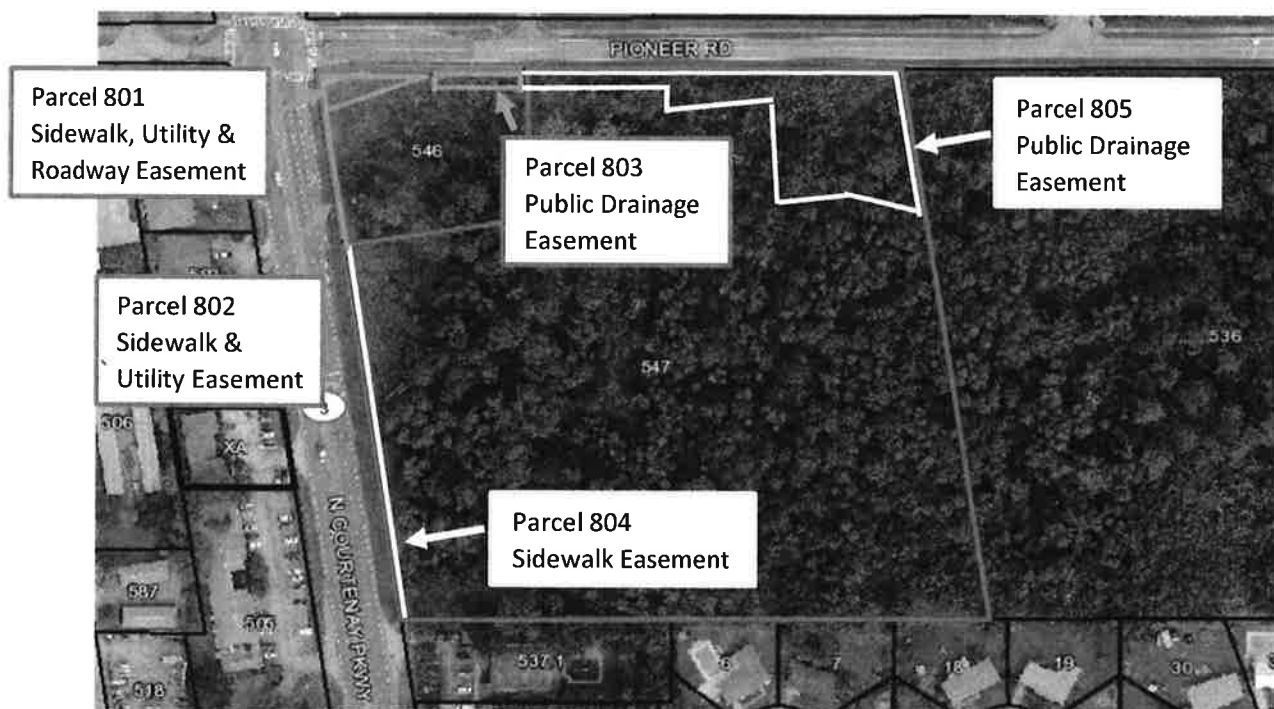 PIONEER RD
Parcel 801
Sidewalk, Utility &
Roadway Easement
546
Parcel 803
Public Drainage
Easement
Parcel 805
Public Drainage
Easement
Parcel 802
Sidewalk &
Utility Easement
547
536
3
506
XA
N COURTENAY PKWY
Parcel 804
Sidewalk Easement
587
505
518
537.1
6
7
18
19
30